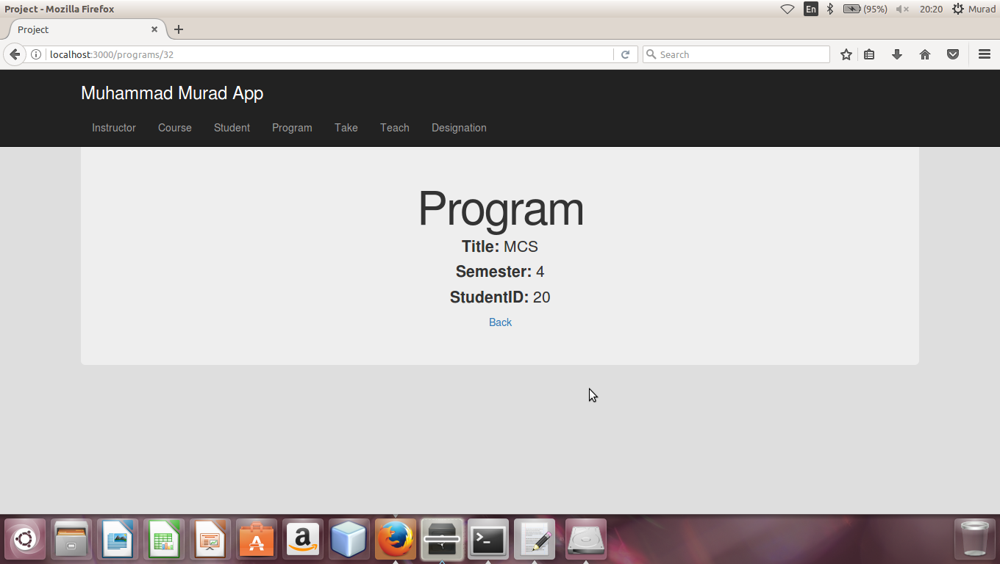 Project - Mozilla Firefox
En
(95%)
20:20
Murad
Project
localhost:3000/programs/32
Search
Muhammad Murad App
Instructor
Course
Student
Program
Take
Teach
Designation
Program
Title: MCS
Semester: 4
StudentID: 20
Back